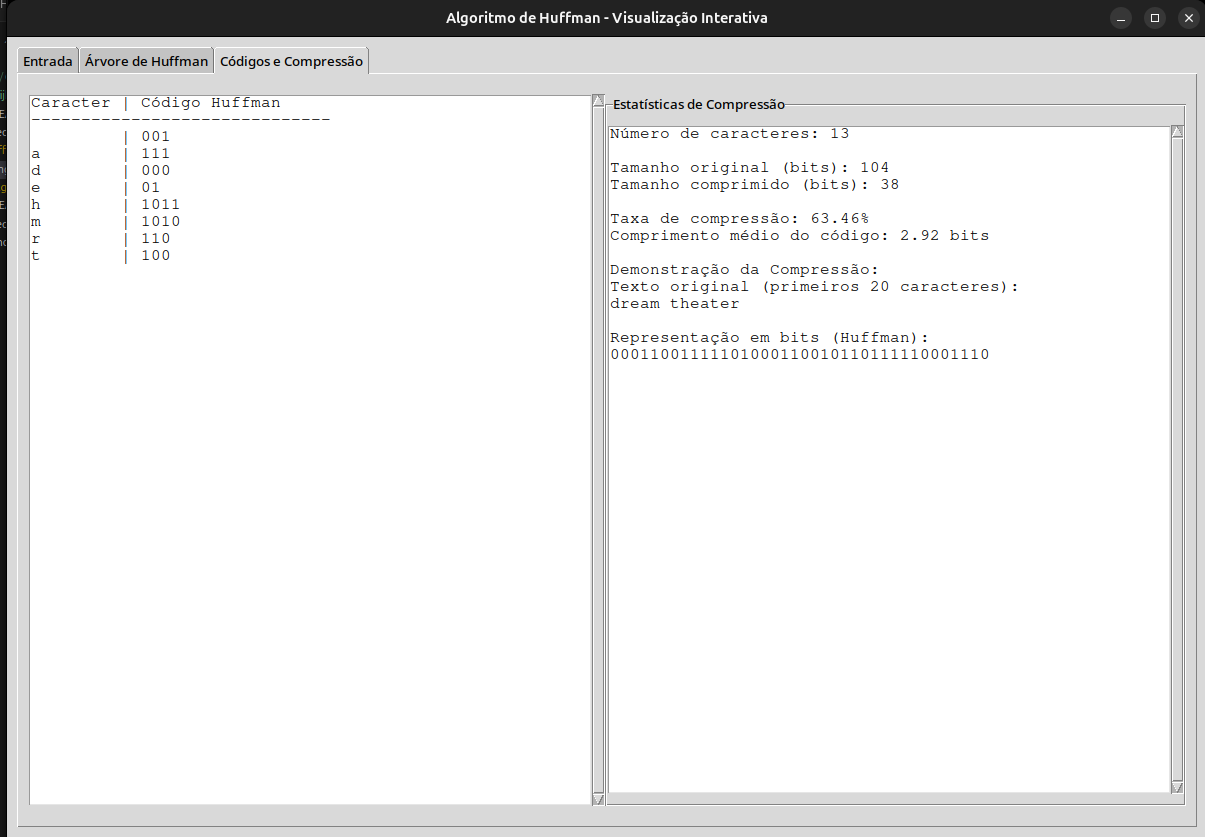 Algoritmo de Huffman - Visualização Interativa
Entrada Árvore de Huffman Códigos e Compressão
Caracter | Código Huffman
------------------------------
| 001
a | 111
d | 000
e | 01
h | 1011
m | 1010
r | 110
t | 100
Estatísticas de Compressão
Número de caracteres: 13
Tamanho original (bits): 104
Tamanho comprimido (bits): 38
Taxa de compressão: 63.46%
Comprimento médio do código: 2.92 bits
Demonstração da Compressão:
Texto original (primeiros 20 caracteres):
dream theater
Representação em bits (Huffman):
00011001111101000110010110111110001110